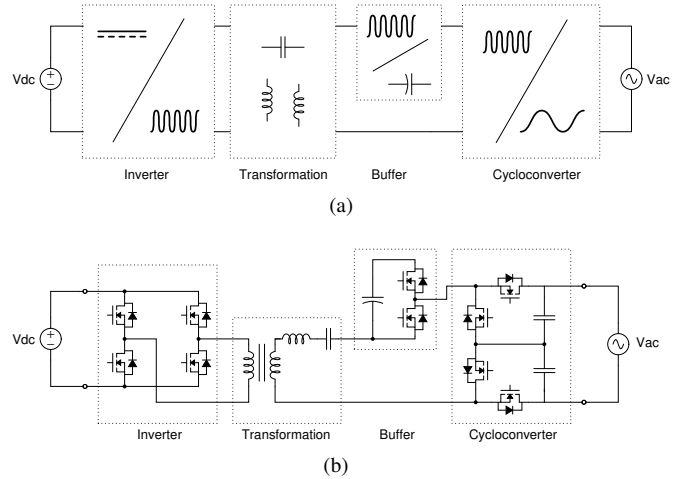 Vdc
Vac
Inverter
Transformation
Buffer
Cycloconverter
(a)
Vdc
Vac
Inverter
Transformation
Buffer
Cycloconverter
(b)